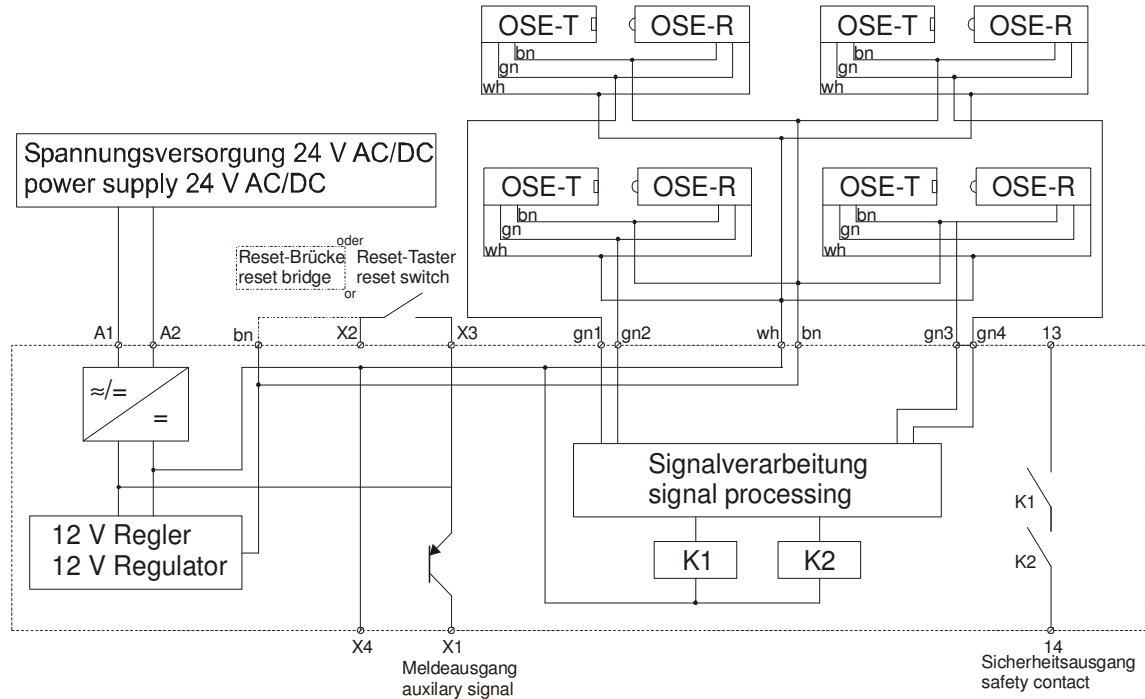 OSE-T OSE-R OSE-T OSE-R
bn bn
gn gn
wh wh
Spannungsversorgung 24 V AC/DC
power supply 24 V AC/DC
OSE-T OSE-R OSE-T OSE-R
bn bn
gn gn
wh wh
oder
Reset-Brücke Reset-Taster
reset bridge reset switch
or
A1 A2 bn X2 X3 gn1 gn2 wh bn gn3 gn4 13
≈/=
=
Signalverarbeitung
signal processing
12 V Regler
12 V Regulator
K1 K2
K1
K2
X4 X1 14
Meldeausgang
auxilary signal
Sicherheitsausgang
safety contact